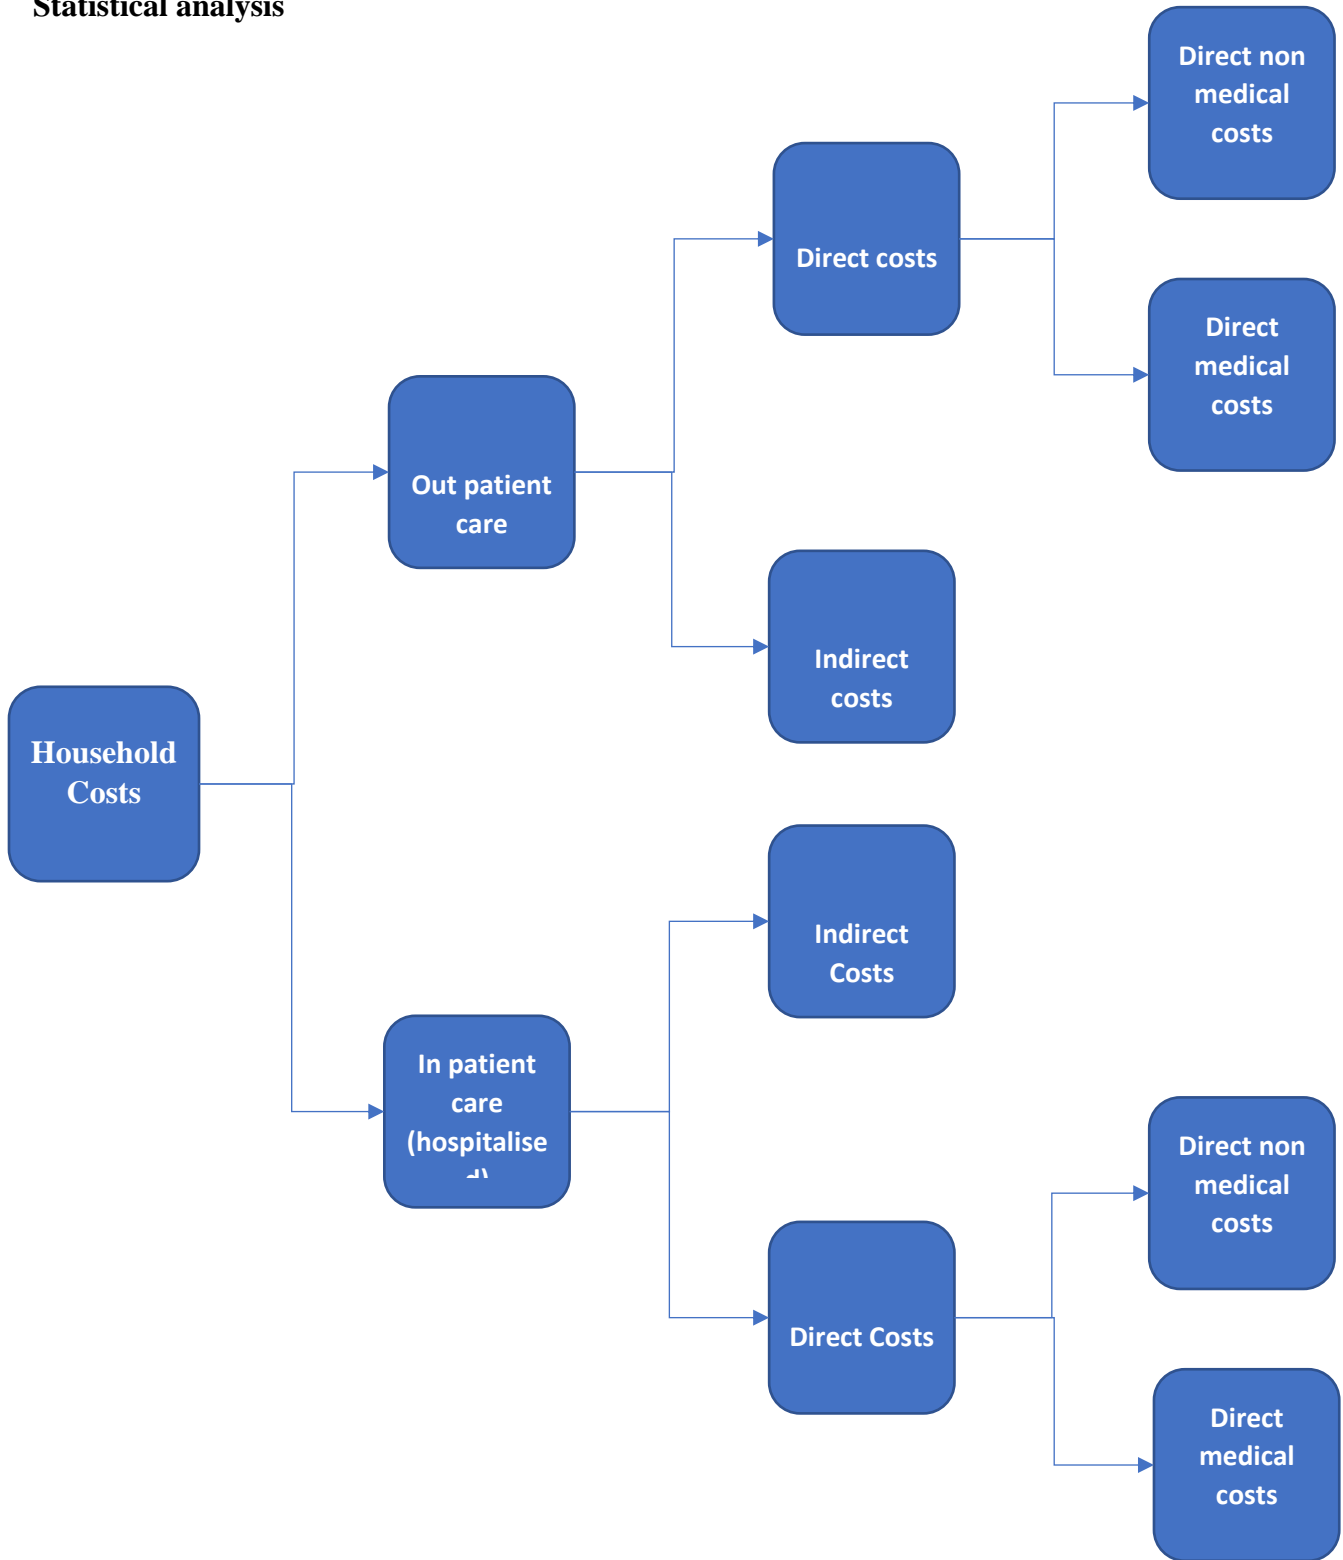 Statistical analysis
Direct non
medical
costs
Direct costs
Direct
medical
costs
Out patient
care
Indirect
costs
Household
Costs
Indirect
Costs
In patient
care
(hospitalise
d)
Direct non
medical
costs
Direct Costs
Direct
medical
costs